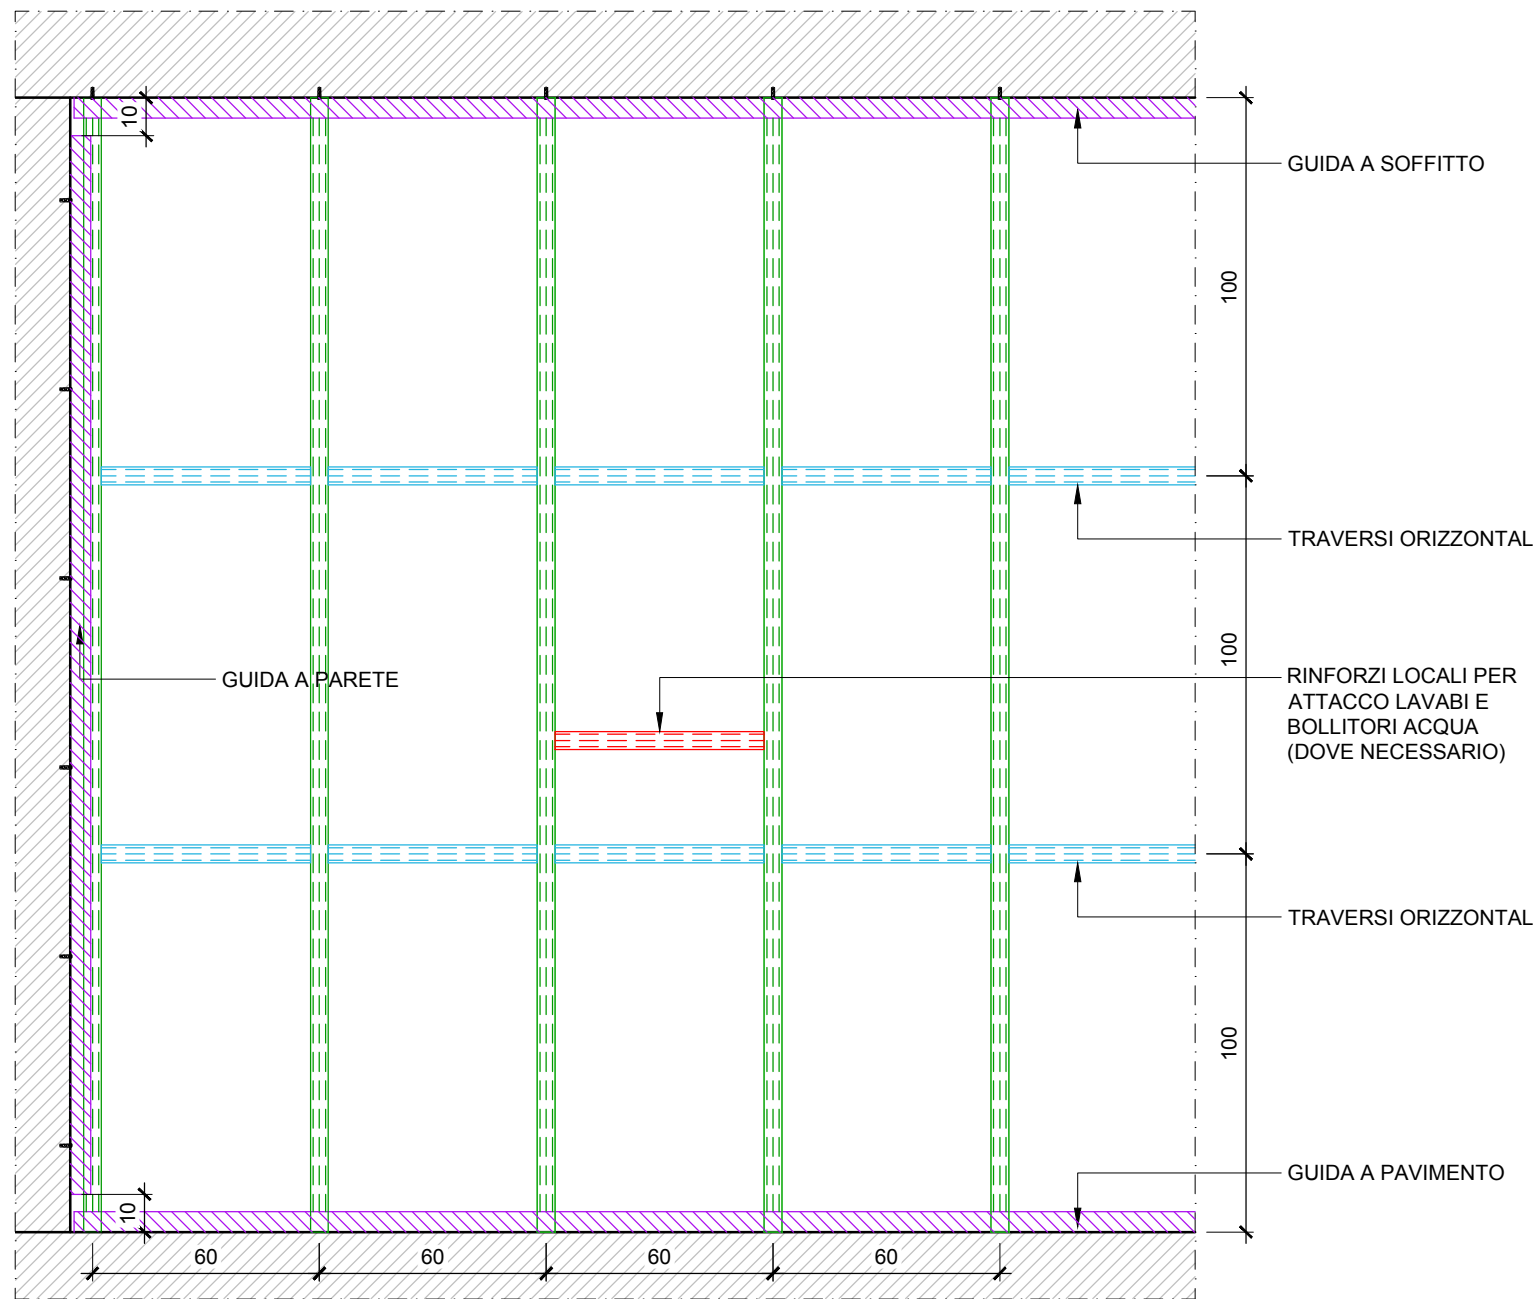 10
GUIDA A SOFFITTO
100
TRAVERSI ORIZZONTAL
100
GUIDA A PARETE
RINFORZI LOCALI PER
ATTACCO LAVABI E
BOLLITORI ACQUA
(DOVE NECESSARIO)
TRAVERSI ORIZZONTAL
100
GUIDA A PAVIMENTO
10
60
60
60
60